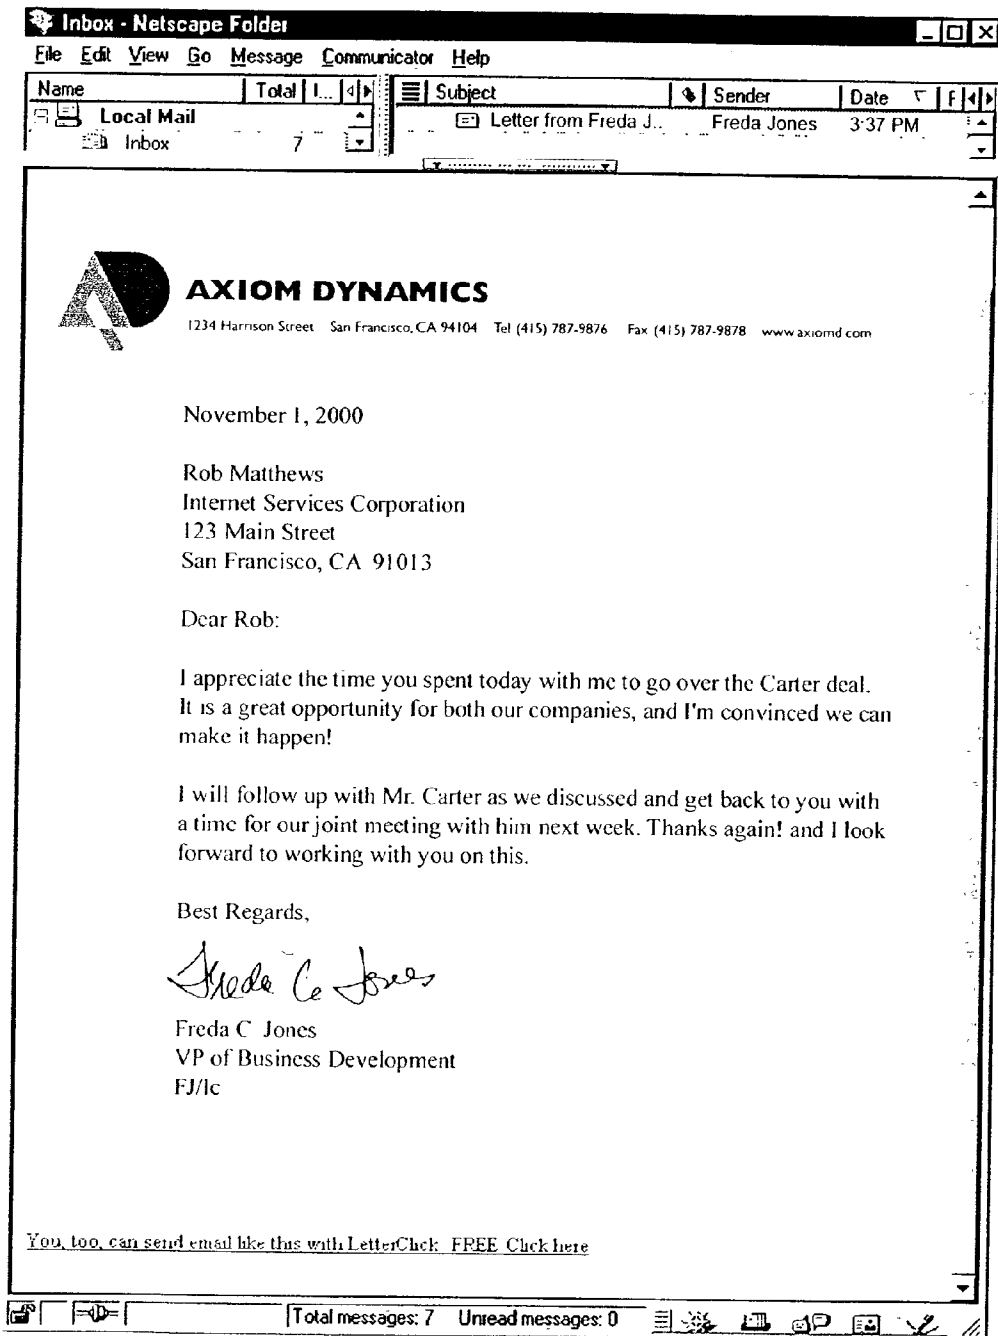 Inbox - Netscape Folder
File Edit View Go Message Communicator Help
Name Total I... Subject Sender Date F
Local Mail Letter from Freda J.. Freda Jones 3:37 PM
Inbox 7
AXIOM DYNAMICS
1234 Harrison Street San Francisco, CA 94104 Tel (415) 787-9876 Fax (415) 787-9878 www axiomd com
November 1, 2000
Rob Matthews
Internet Services Corporation
123 Main Street
San Francisco, CA 91013
Dear Rob:
I appreciate the time you spent today with me to go over the Carter deal.
It is a great opportunity for both our companies, and I'm convinced we can
make it happen!
I will follow up with Mr. Carter as we discussed and get back to you with
a time for our joint meeting with him next week. Thanks again! and I look
forward to working with you on this.
Best Regards,
Freda C Jones
Freda C Jones
VP of Business Development
FJ/lc
You, too, can send email like this with LetterClick FREE Click here
Total messages: 7 Unread messages: 0